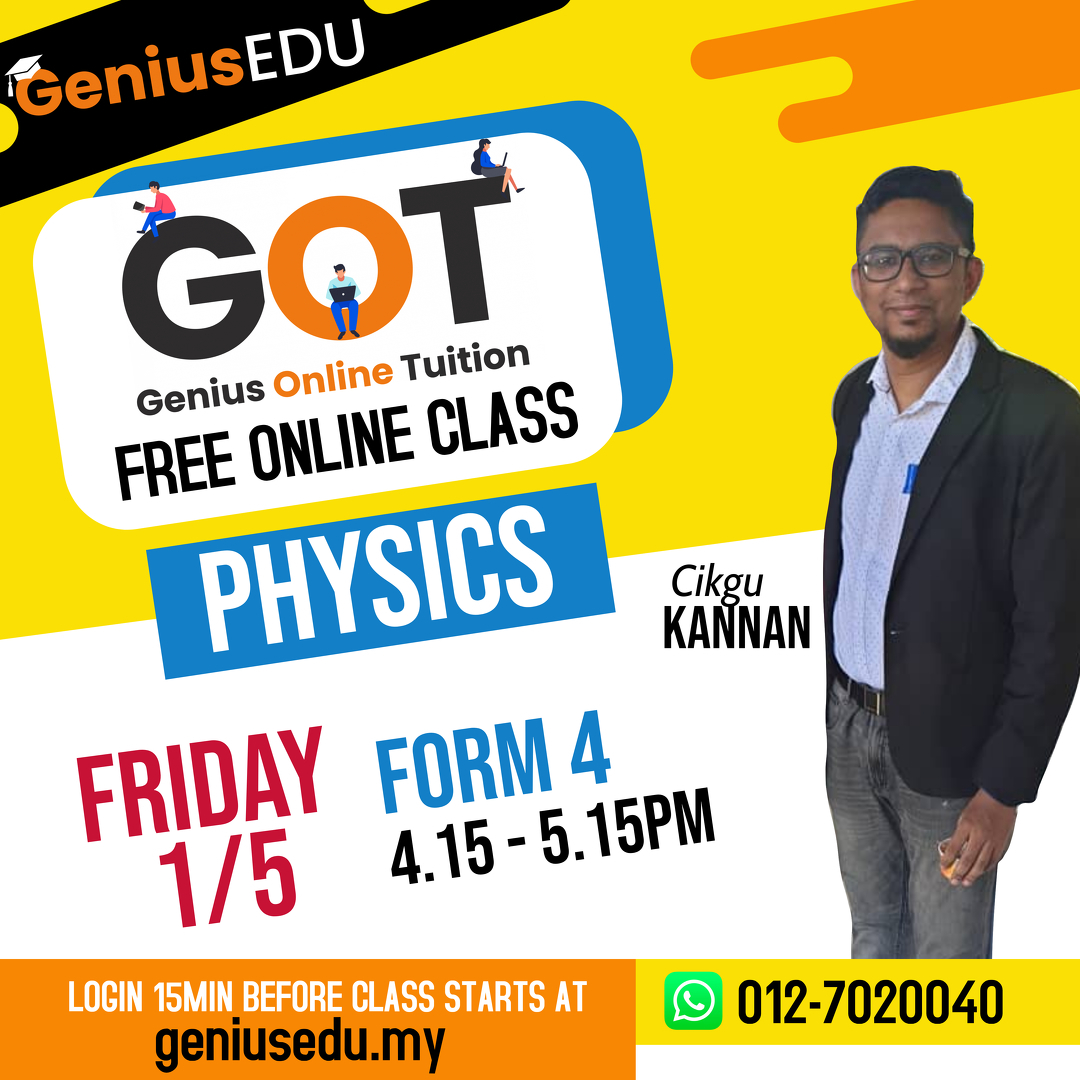 GeniusEDU
GOT
Genius Online Tuition
FREE ONLINE CLASS
PHYSICS
Cikgu
KANNAN
FRIDAY
1/5
FORM 4
4.15 - 5.15PM
LOGIN 15MIN BEFORE CLASS STARTS AT
geniusedu.my
012-7020040